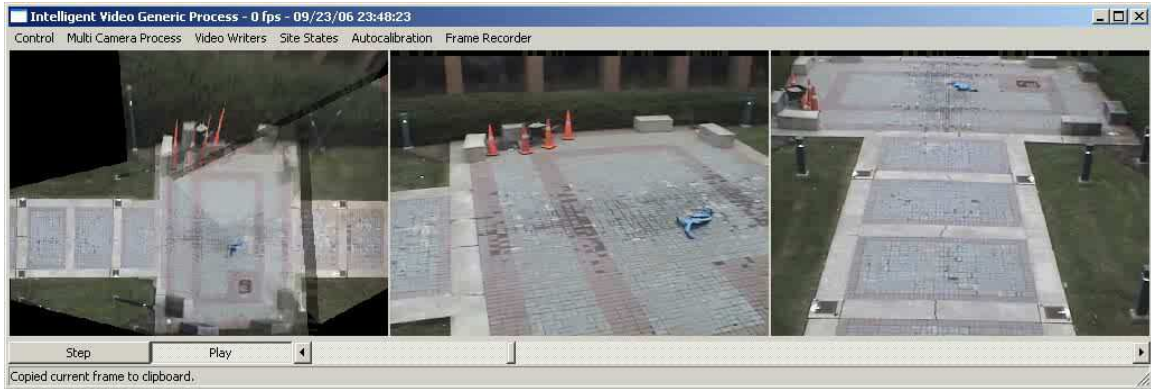 Intelligent Video Generic Process - 0 fps - 09/23/06 23:48:23
Control Multi Camera Process Video Writers Site States Autocalibration Frame Recorder
Step Play
Copied current frame to clipboard.